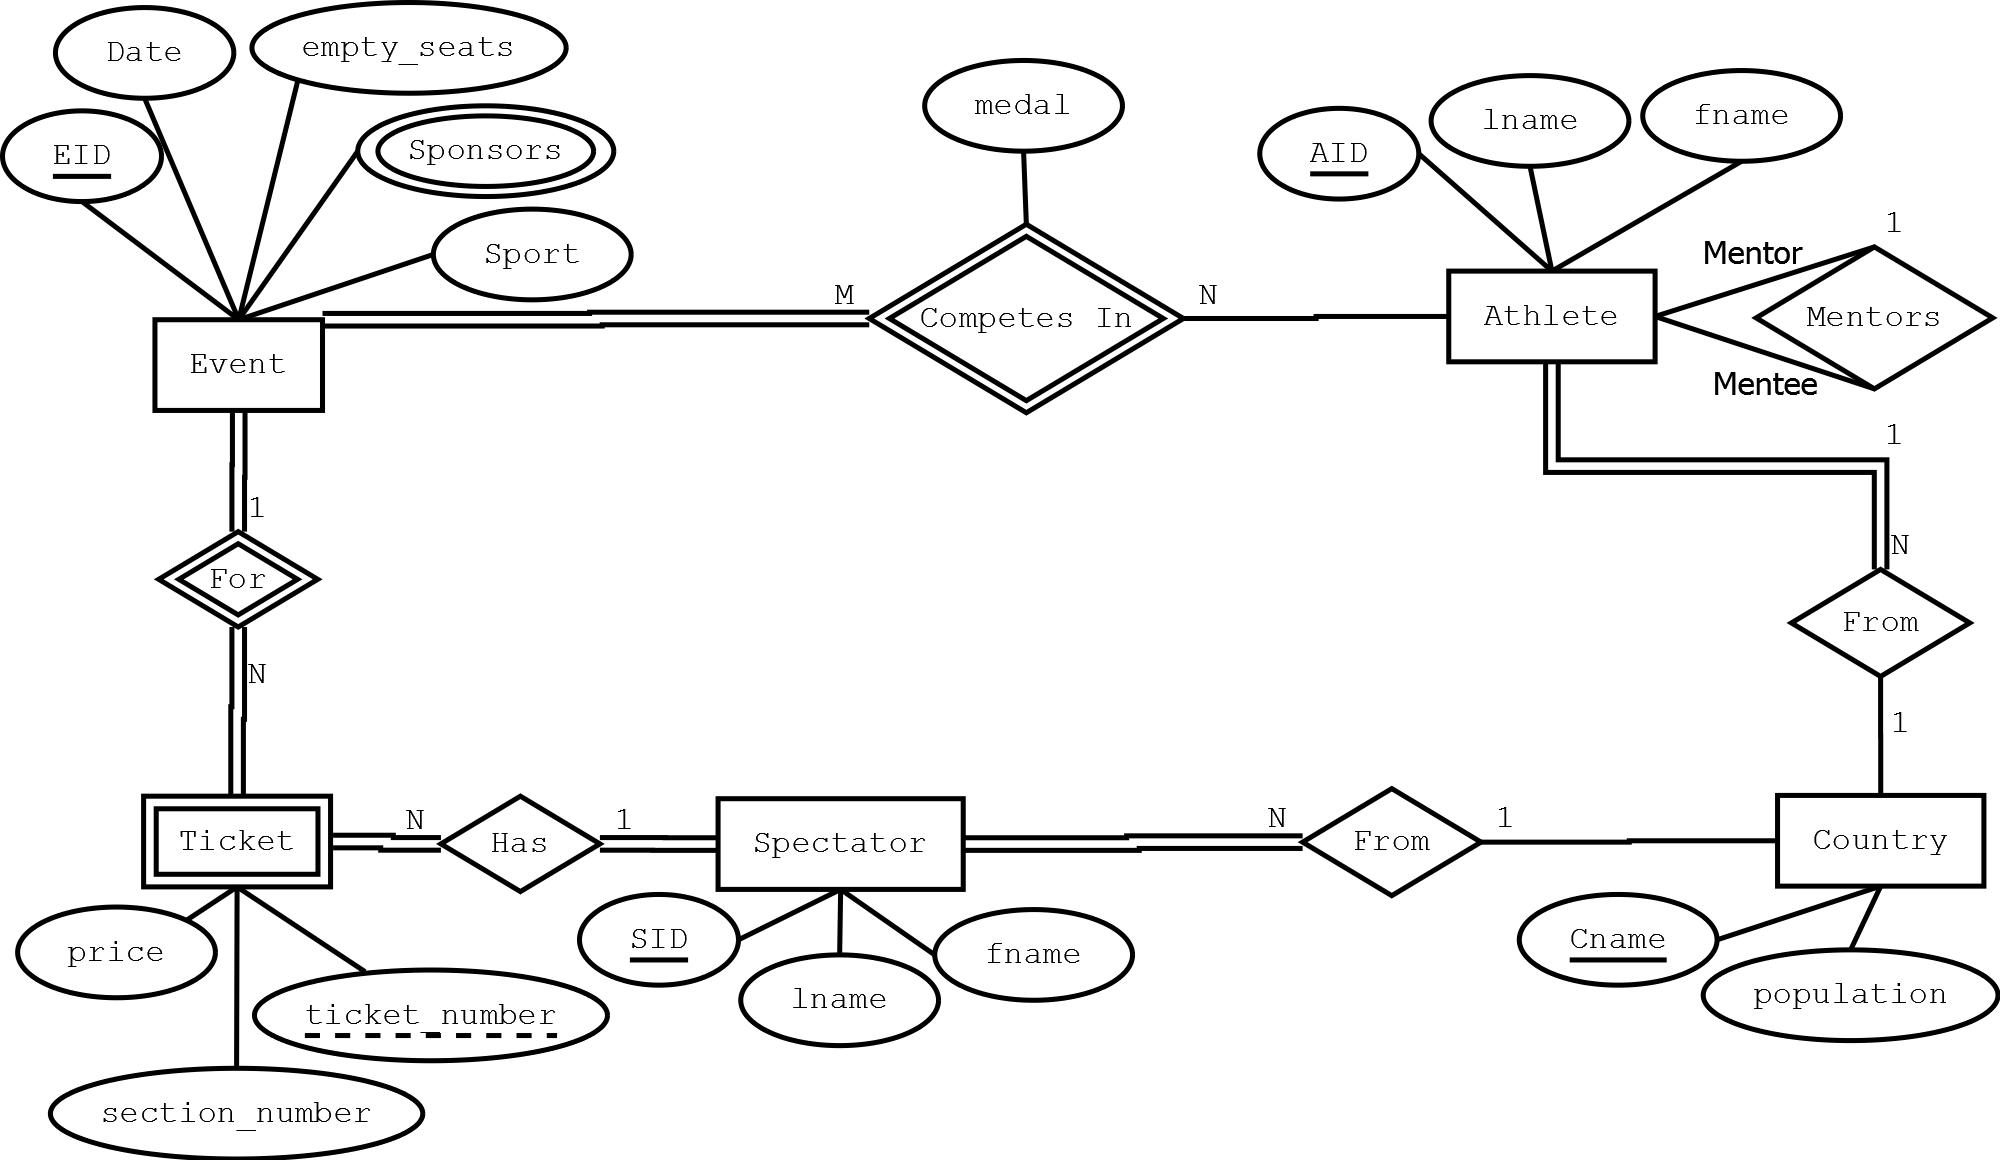 Date
empty_seats
EID
Sponsors
Sport
medal
AID
lname
fname
Event
M
Competes In
N
Athlete
Mentor
1
Mentors
Mentee
1
1
For
N
N
From
1
Ticket
N
Has
1
Spectator
N
From
1
Country
price
ticket_number
section_number
SID
lname
fname
Cname
population